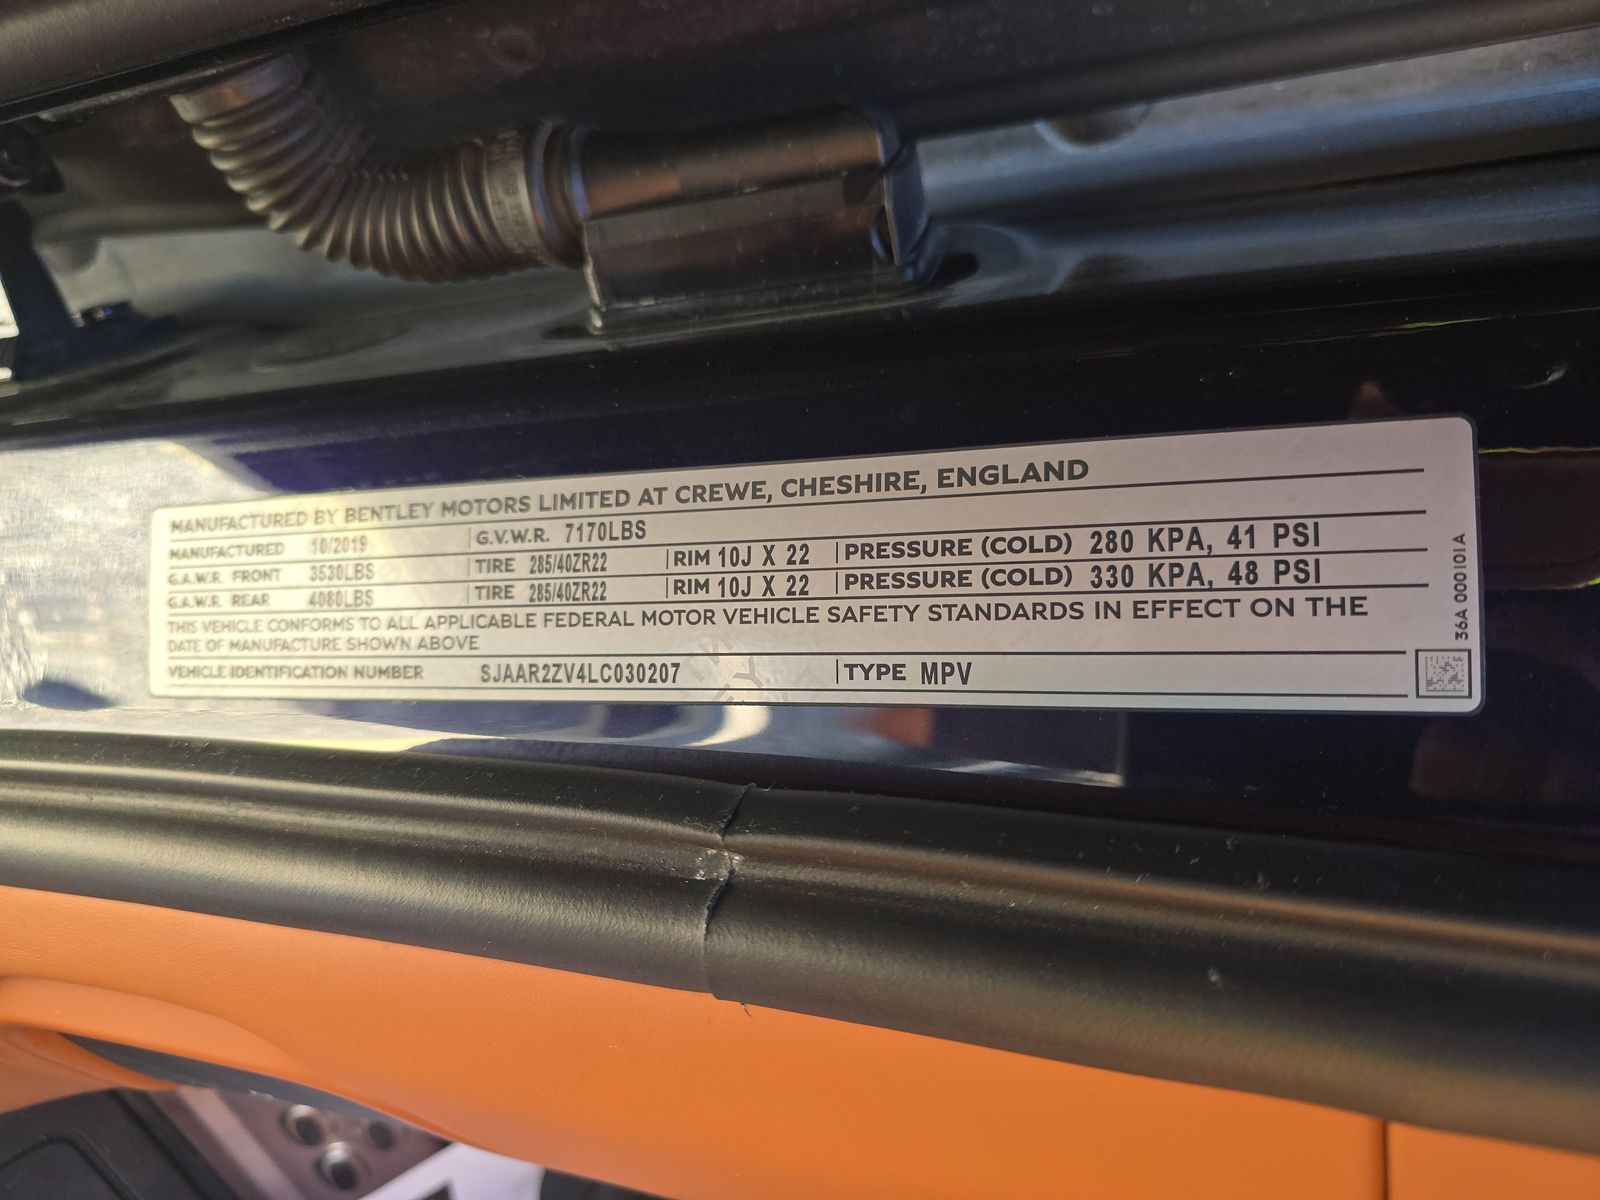 MANUFACTURED BY BENTLEY MOTORS LIMITED AT CREWE, CHESHIRE, ENGLAND
MANUFACTURED 10/2019 G.V.W.R. 7170LBS
G.A.W.R. FRONT 3530LBS TIRE 285/40ZR22 RIM 10J X 22 PRESSURE (COLD) 280 KPA, 41 PSI
G.A.W.R. REAR 4080LBS TIRE 285/40ZR22 RIM 10J X 22 PRESSURE (COLD) 330 KPA, 48 PSI
THIS VEHICLE CONFORMS TO ALL APPLICABLE FEDERAL MOTOR VEHICLE SAFETY STANDARDS IN EFFECT ON THE
DATE OF MANUFACTURE SHOWN ABOVE
VEHICLE IDENTIFICATION NUMBER SJAAR2ZV4LC030207 TYPE MPV
36A 000101A